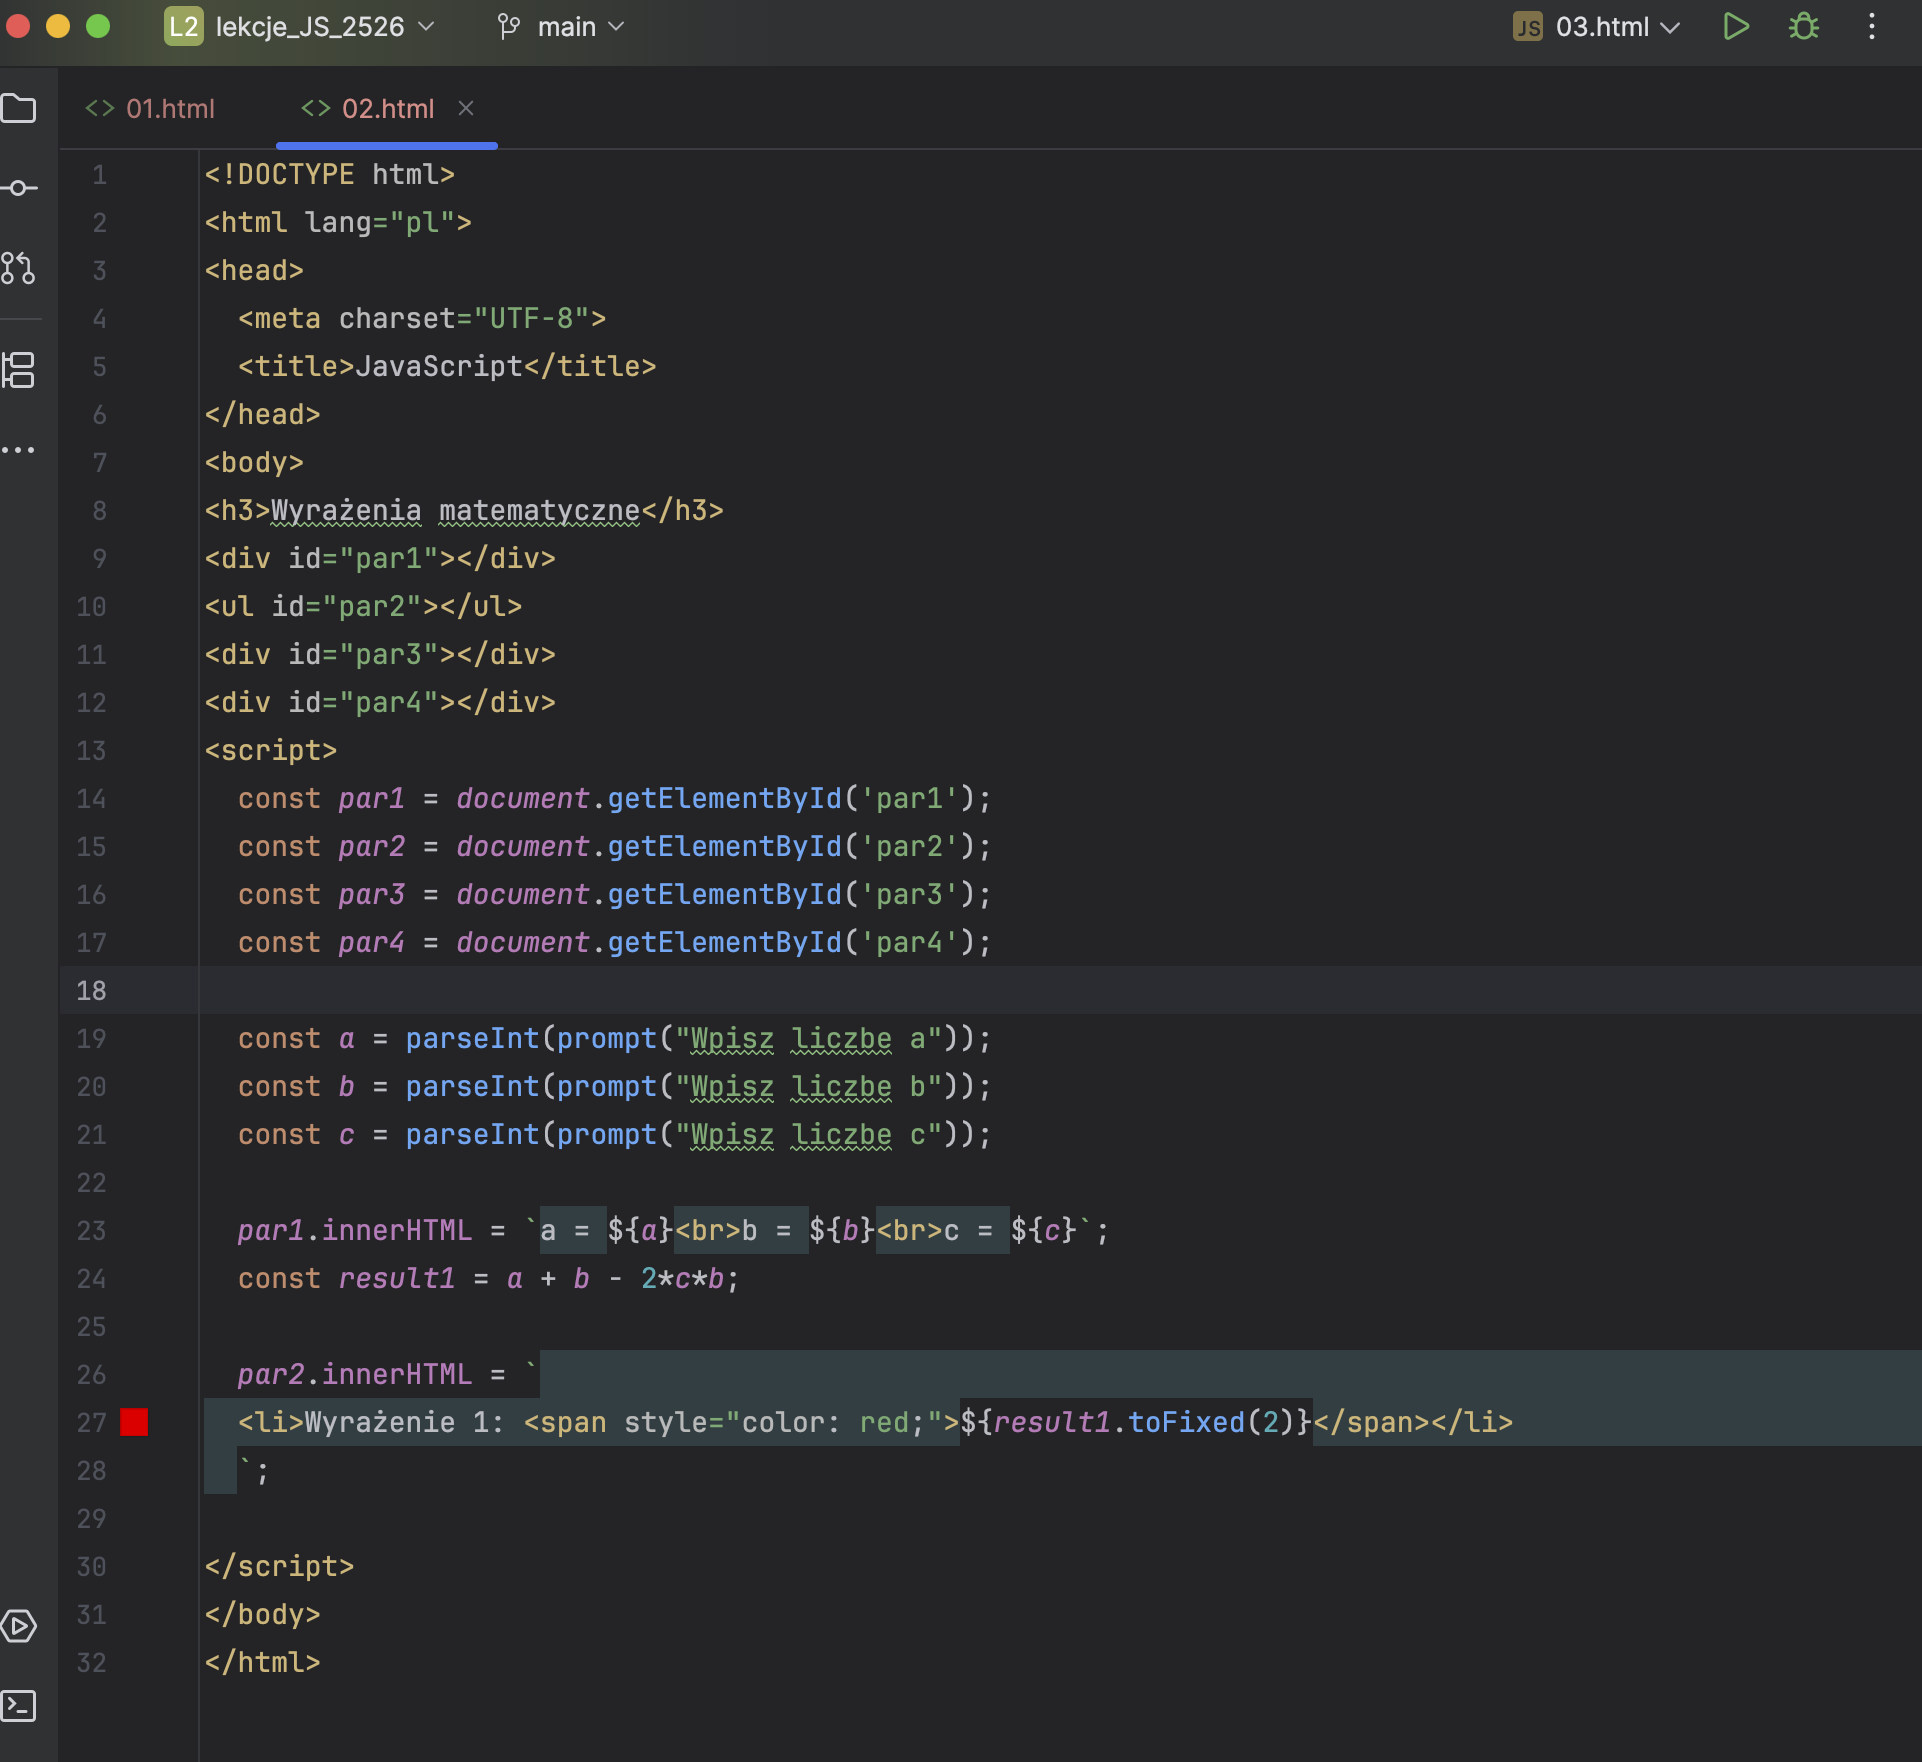 L2 lekcje_JS_2526 main JS 03.html
01.html 02.html
1 <!DOCTYPE html>
2 <html lang="pl">
3 <head>
4   <meta charset="UTF-8">
5   <title>JavaScript</title>
6 </head>
7 <body>
8 <h3>Wyrażenia matematyczne</h3>
9 <div id="par1"></div>
10 <ul id="par2"></ul>
11 <div id="par3"></div>
12 <div id="par4"></div>
13 <script>
14   const par1 = document.getElementById('par1');
15   const par2 = document.getElementById('par2');
16   const par3 = document.getElementById('par3');
17   const par4 = document.getElementById('par4');
18
19   const a = parseInt(prompt("Wpisz liczbe a"));
20   const b = parseInt(prompt("Wpisz liczbe b"));
21   const c = parseInt(prompt("Wpisz liczbe c"));
22
23   par1.innerHTML = `a = ${a}<br>b = ${b}<br>c = ${c}`;
24   const result1 = a + b - 2*c*b;
25
26   par2.innerHTML = `
27   <li>Wyrażenie 1: <span style="color: red;">${result1.toFixed(2)}</span></li>
28   `;
29
30 </script>
31 </body>
32 </html>